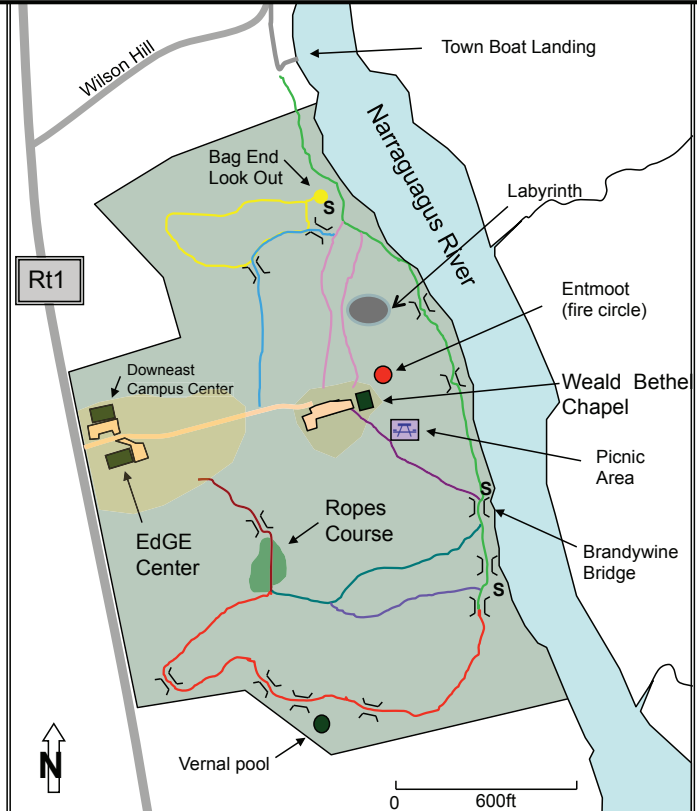 Town Boat Landing
Wilson Hill
Narraguagus River
Bag End
Look Out
S
Labyrinth
Rt1
Entmoot
(fire circle)
Downeast
Campus Center
Weald Bethel
Chapel
Picnic
Area
S
Ropes
Course
EdGE
Center
Brandywine
Bridge
S
Vernal pool
N
0
600ft